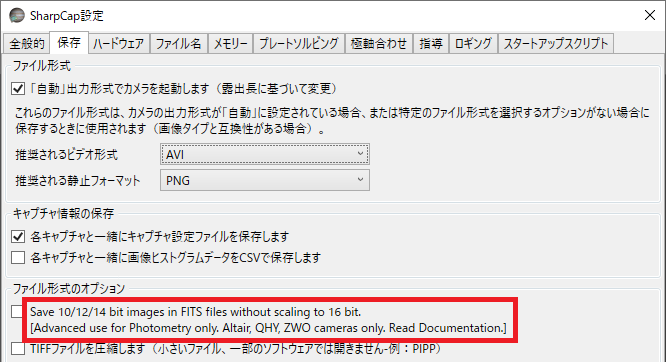 SharpCap設定
全般的 保存 ハードウェア ファイル名 メモリー プレートソルビング 極軸合わせ 指導 ロギング スタートアップスクリプト
ファイル形式
「自動」出力形式でカメラを起動します（露出長に基づいて変更）
これらのファイル形式は、カメラの出力形式が「自動」に設定されている場合、または特定のファイル形式を選択するオプションがない場合に
保存するときに使用されます（画像タイプと互換性がある場合）。
推奨されるビデオ形式 AVI
推奨される静止フォーマット PNG
キャプチャ情報の保存
各キャプチャと一緒にキャプチャ設定ファイルを保存します
各キャプチャと一緒に画像ヒストグラムデータをCSVで保存します
ファイル形式のオプション
Save 10/12/14 bit images in FITS files without scaling to 16 bit.
[Advanced use for Photometry only. Altair, QHY, ZWO cameras only. Read Documentation.]
TIFFファイルを圧縮します（小さいファイル、一部のソフトウェアでは開きません-例：PIPP）